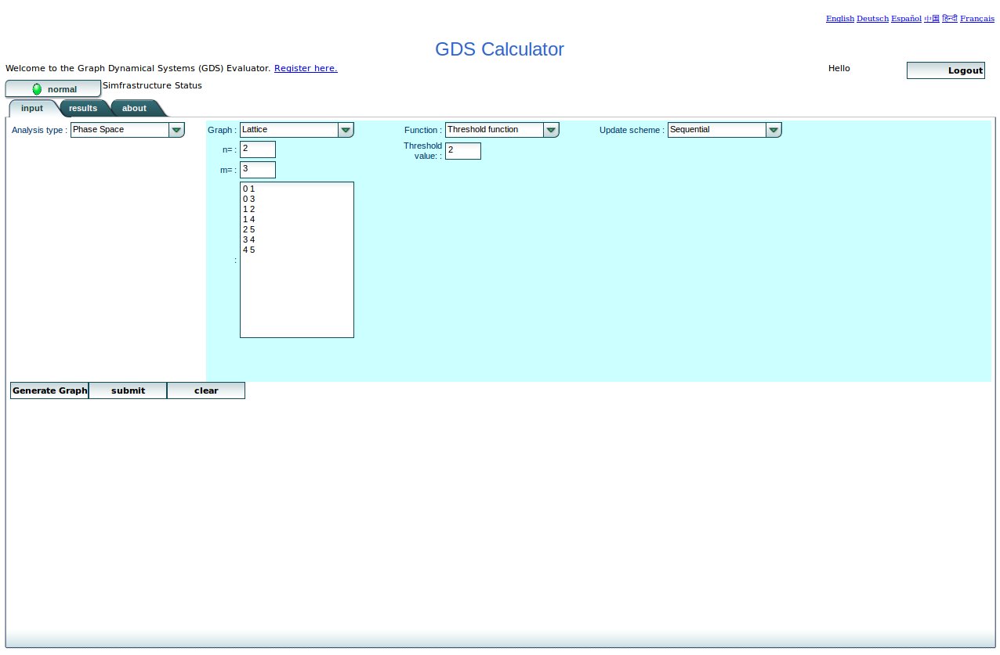 English Deutsch Español 中国 हिन्दी Français
GDS Calculator
Welcome to the Graph Dynamical Systems (GDS) Evaluator. Register here.
Hello
Logout
normal
Simfrastructure Status
input results about
Analysis type : Phase Space
Graph : Lattice
Function : Threshold function
Update scheme : Sequential
n= : 2
Threshold
value: : 2
m= : 3
0 1
0 3
1 2
1 4
2 5
3 4
4 5
:
Generate Graph submit clear